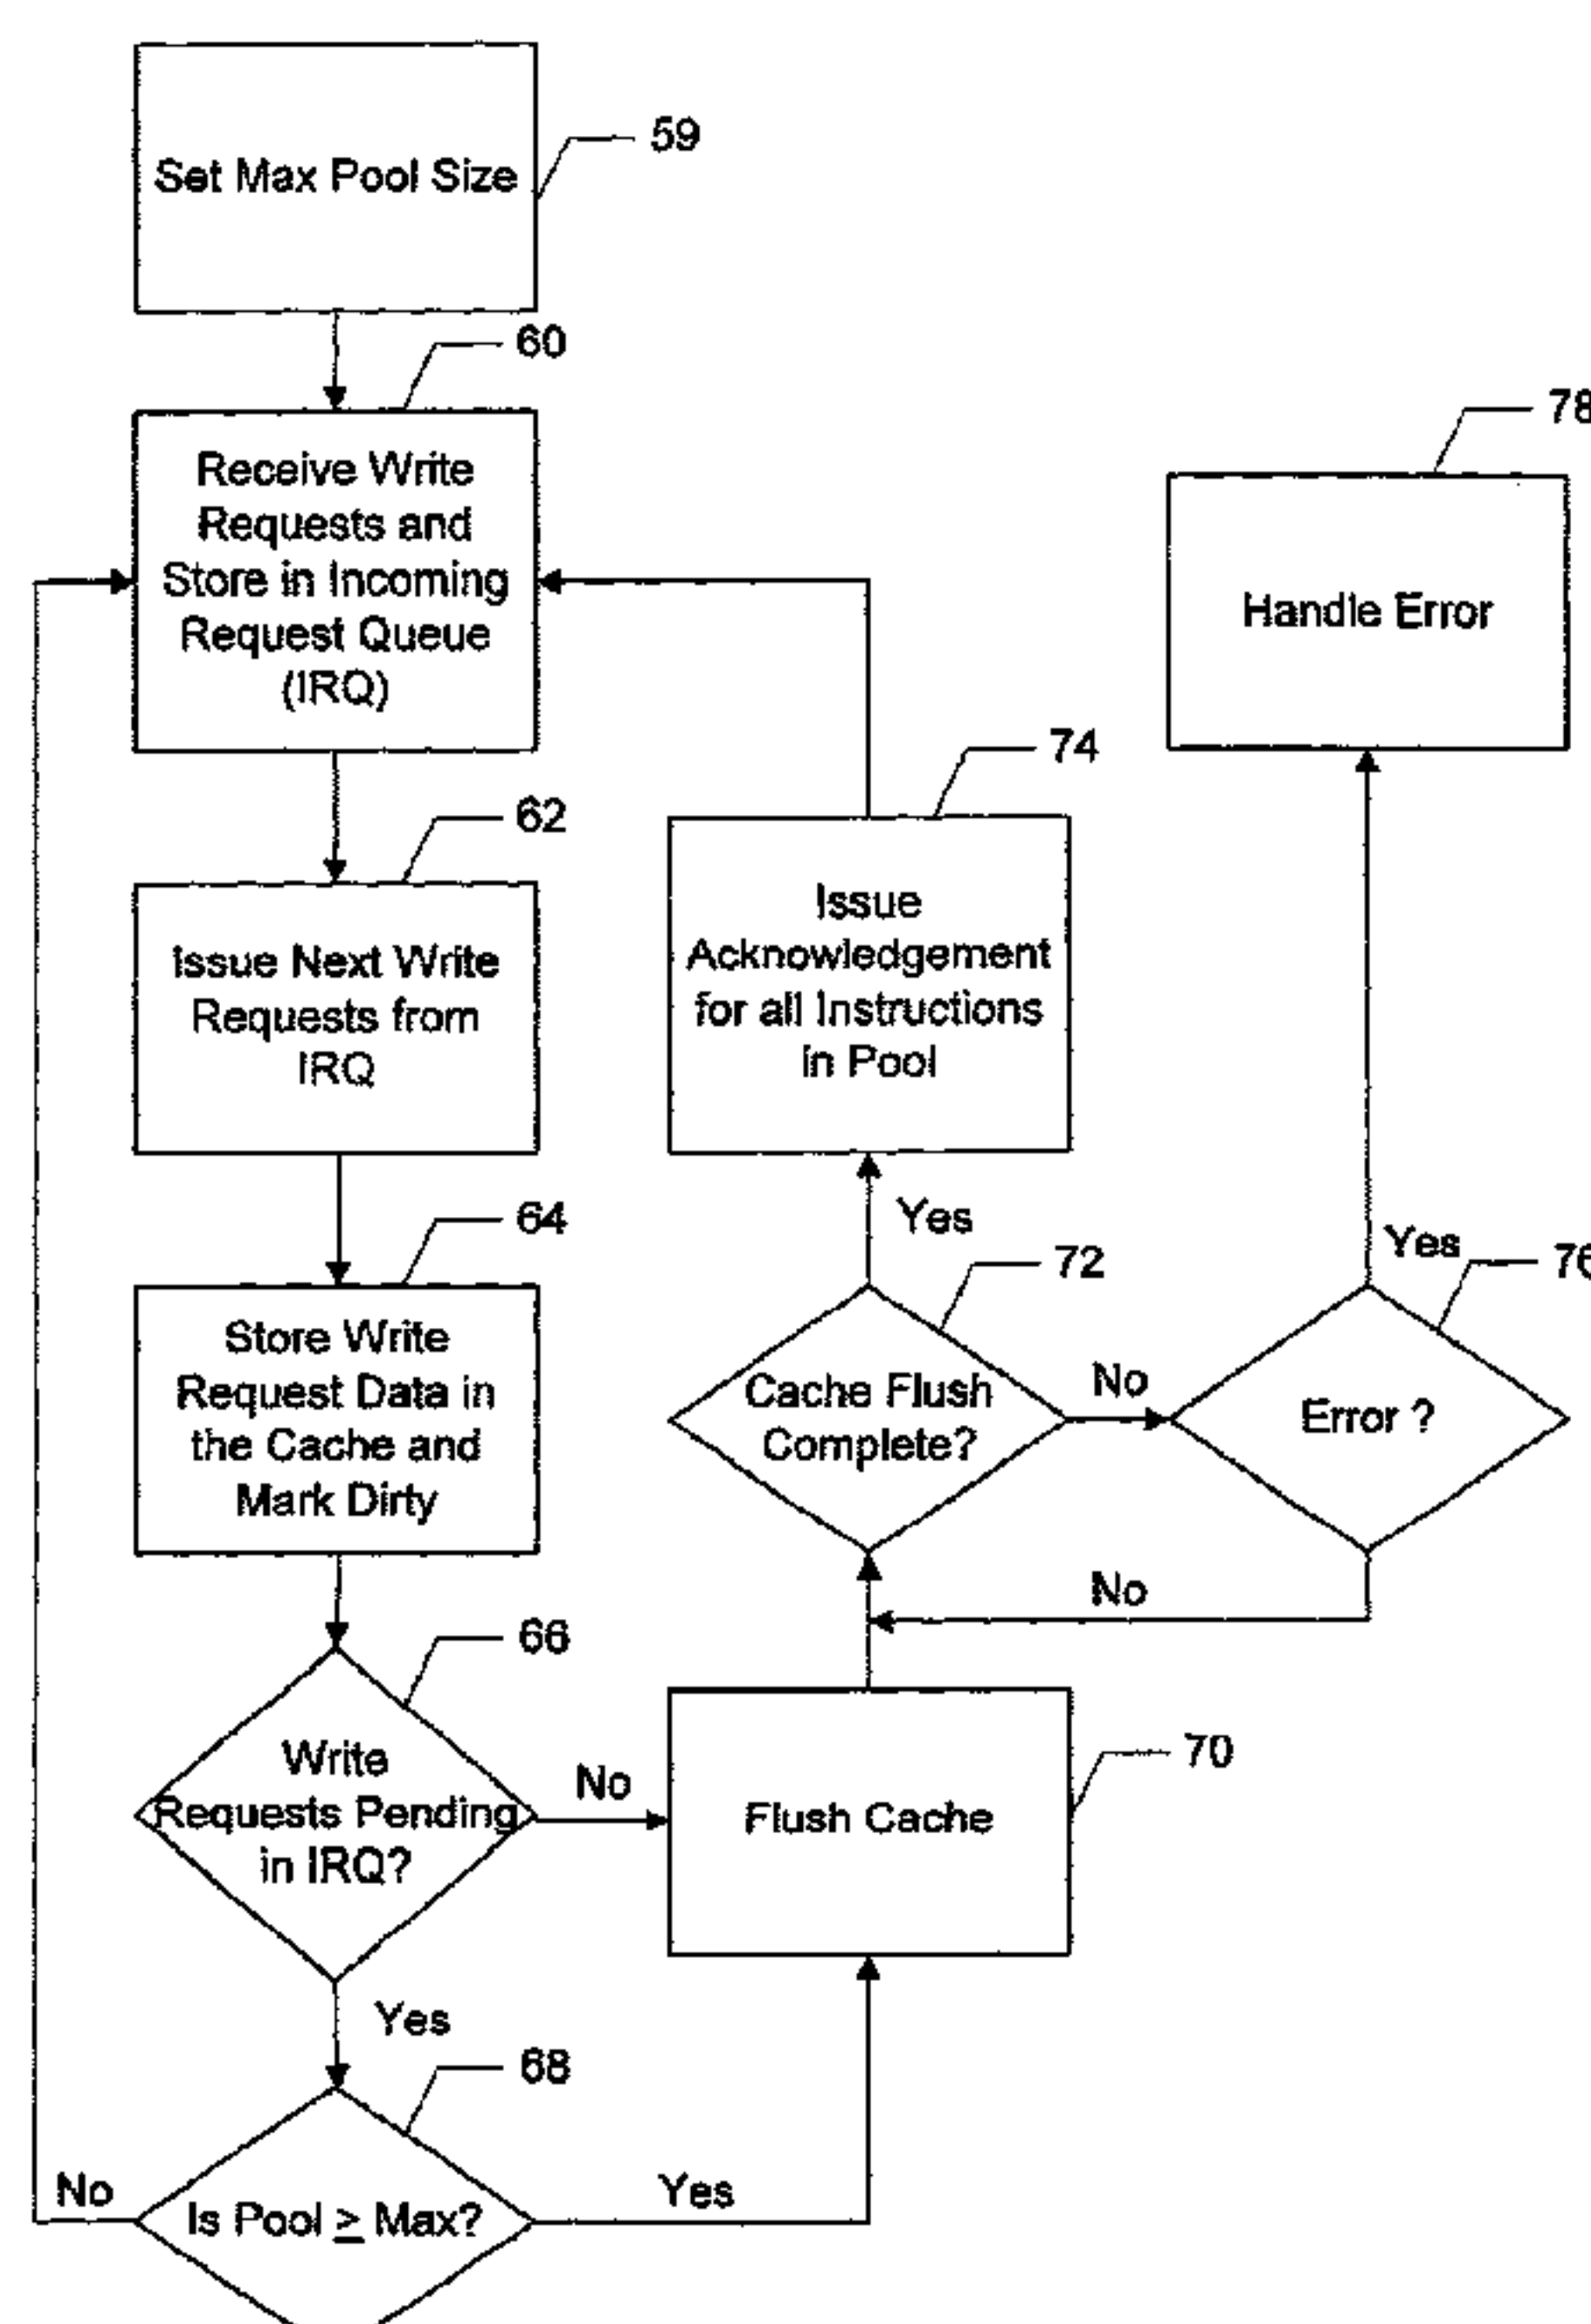 Set Max Pool Size
59
60
Receive Write
Requests and
Store in Incoming
Request Queue
(IRQ)
78
Handle Error
62
Issue Next Write
Requests from
IRQ
74
Issue
Acknowledgement
for all Instructions
in Pool
64
Store Write
Request Data in
the Cache and
Mark Dirty
Yes
72
Cache Flush
Complete?
No
Yes
76
Error ?
No
66
Write
Requests Pending
in IRQ?
No
Flush Cache
70
Yes
68
No
Is Pool ≥ Max?
Yes